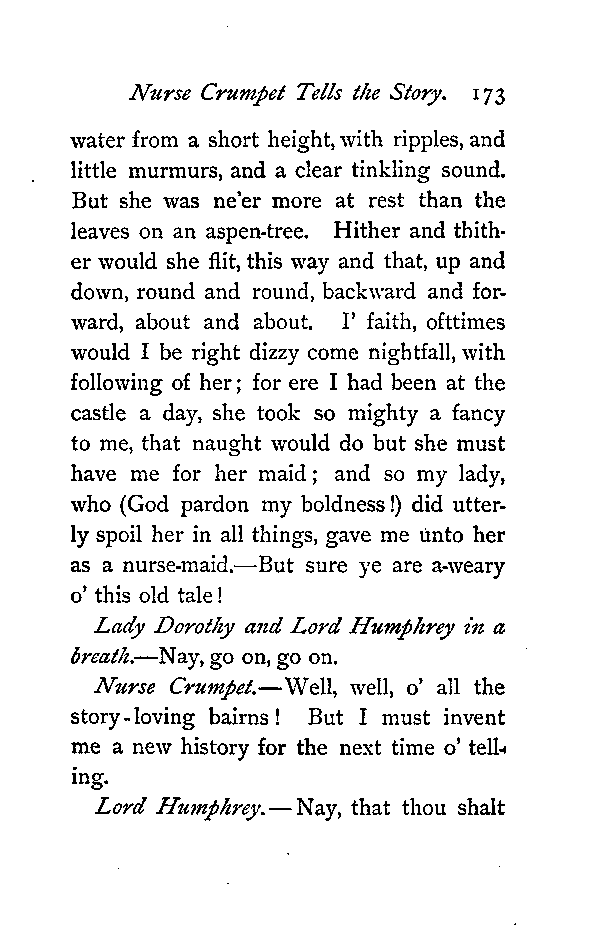 Nurse Crumpet Tells the Story. 173
water from a short height, with ripples, and
little murmurs, and a clear tinkling sound.
But she was ne'er more at rest than the
leaves on an aspen-tree. Hither and thith-
er would she flit, this way and that, up and
down, round and round, backward and for-
ward, about and about. I' faith, ofttimes
would I be right dizzy come nightfall, with
following of her; for ere I had been at the
castle a day, she took so mighty a fancy
to me, that naught would do but she must
have me for her maid; and so my lady,
who (God pardon my boldness!) did utter-
ly spoil her in all things, gave me unto her
as a nurse-maid.—But sure ye are a-weary
o' this old tale!
Lady Dorothy and Lord Humphrey in a
breath.—Nay, go on, go on.
Nurse Crumpet.—Well, well, o' all the
story-loving bairns! But I must invent
me a new history for the next time o' tell-
ing.
Lord Humphrey.—Nay, that thou shalt